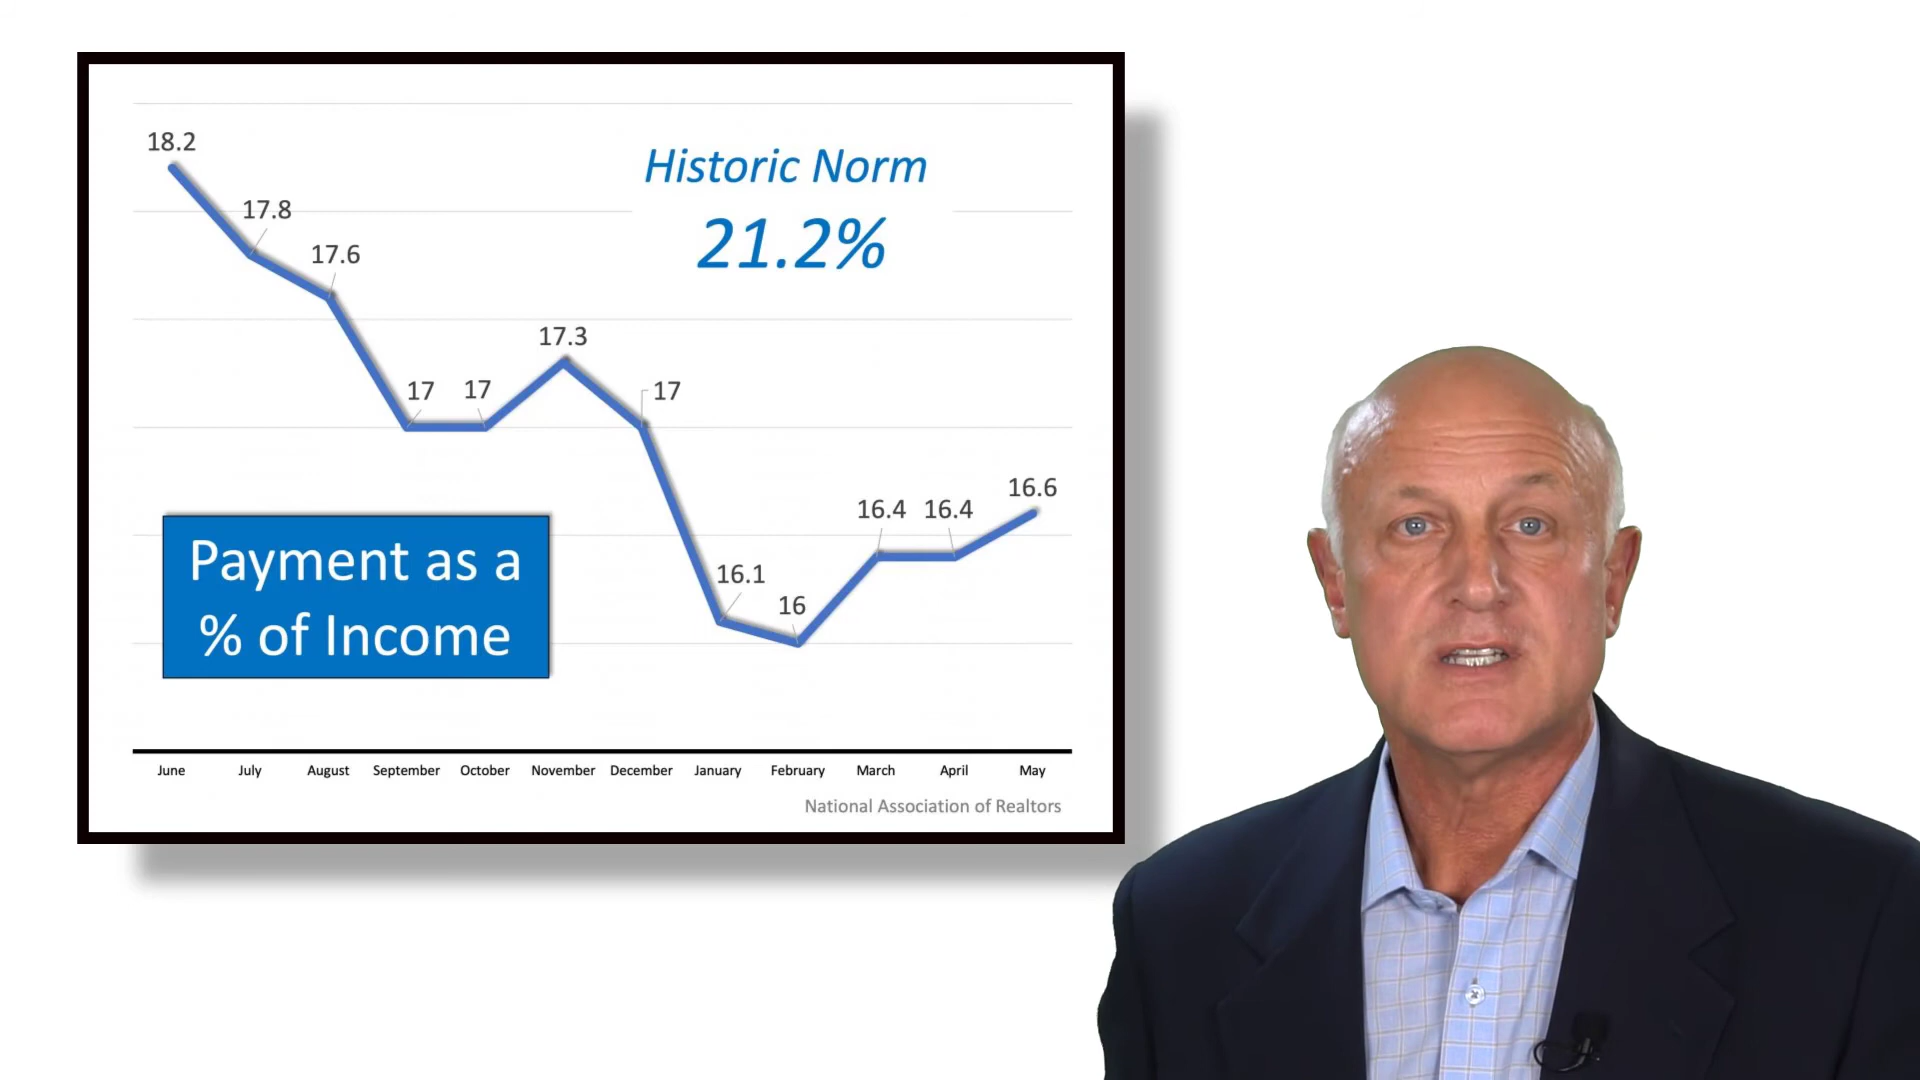 18.2
17.8
17.6
17
17
17.3
17
16.1
16
16.4
16.4
16.6
Historic Norm
21.2%
Payment as a
% of Income
June July August September October November December January February March April May
National Association of Realtors